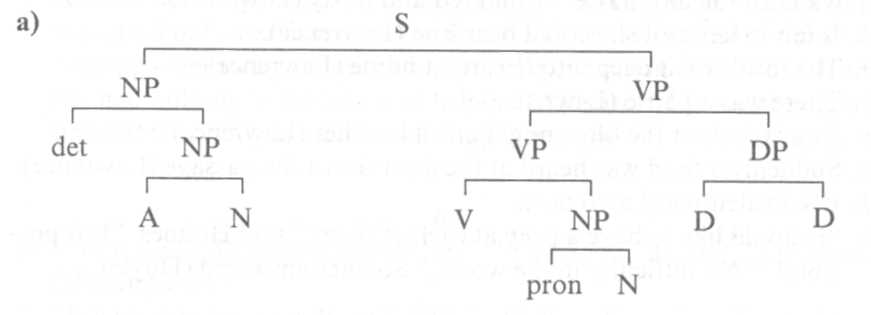 a) S
NP VP
det NP VP DP
A N V NP D D
pron N